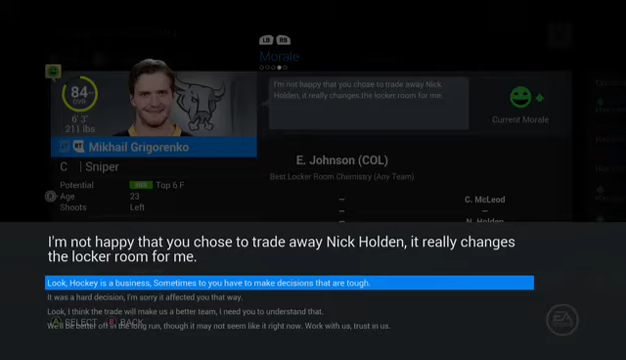 LB RB
Morale
84
OVR
6' 3"
211 lbs
I'm not happy that you chose to trade away Nick
Holden, it really changes the locker room for me.
Current Morale
RT Mikhail Grigorenko
C | Sniper
E. Johnson (COL)
Best Locker Room Chemistry (Any Team)
Potential Top 6 F
Age 23
Shoots Left
C. McLeod
N. Holden
I'm not happy that you chose to trade away Nick Holden, it really changes
the locker room for me.
Look, Hockey is a business, Sometimes to you have to make decisions that are tough.
It was a hard decision, I'm sorry it affected you that way.
Look, I think the trade will make us a better team, I need you to understand that.
We'll be better off in the long run, though it may not seem like it right now. Work with us, trust in us.
A SELECT B BACK
EA
SPORTS